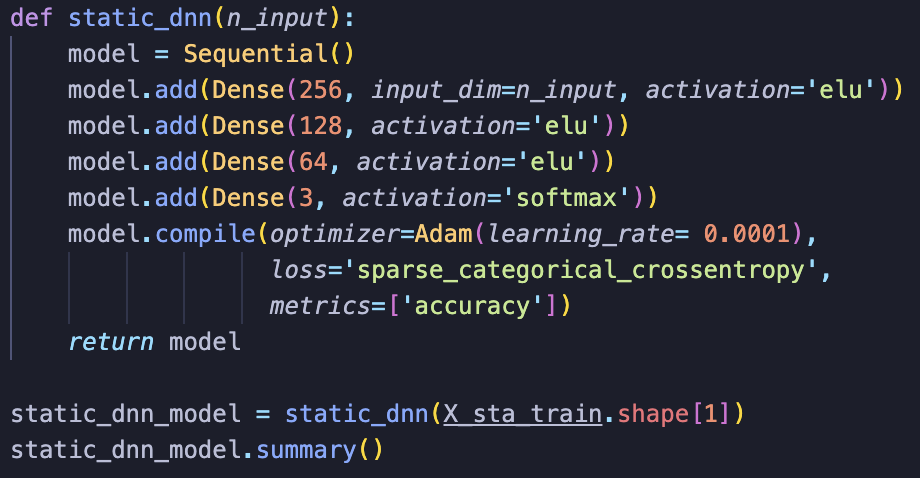 def static_dnn(n_input):
    model = Sequential()
    model.add(Dense(256, input_dim=n_input, activation='elu'))
    model.add(Dense(128, activation='elu'))
    model.add(Dense(64, activation='elu'))
    model.add(Dense(3, activation='softmax'))
    model.compile(optimizer=Adam(learning_rate= 0.0001),
                  loss='sparse_categorical_crossentropy',
                  metrics=['accuracy'])
    return model

static_dnn_model = static_dnn(X_sta_train.shape[1])
static_dnn_model.summary()